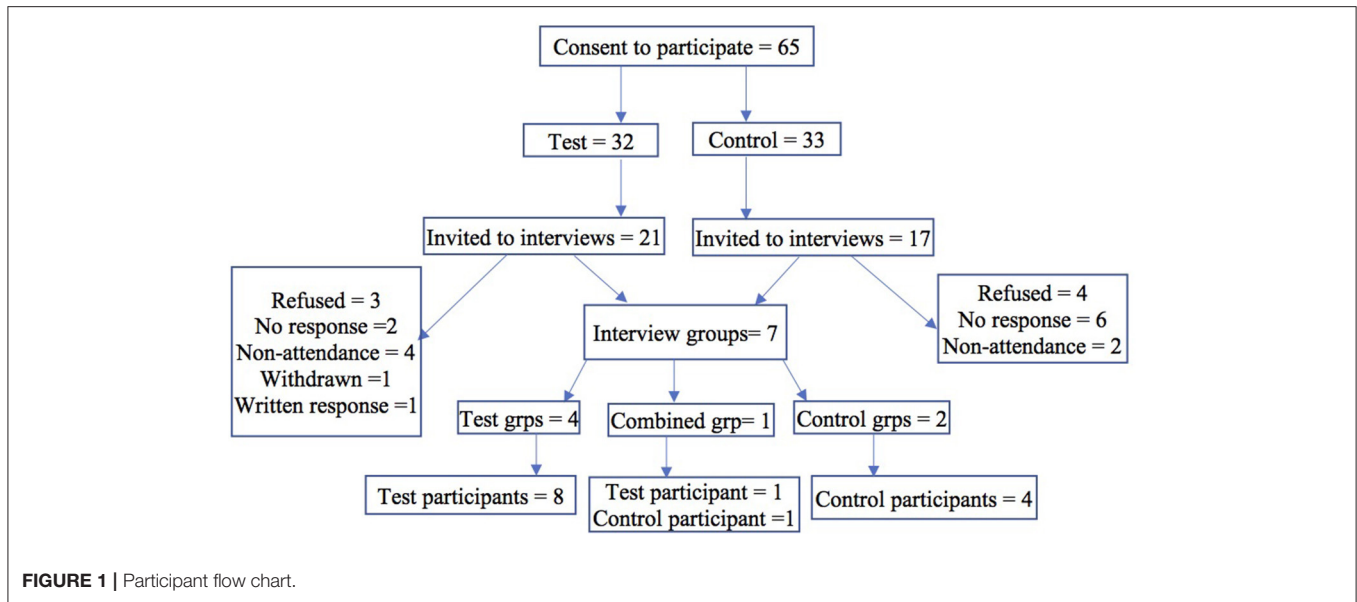 Consent to participate = 65
Test = 32
Control = 33
Invited to interviews = 21
Invited to interviews = 17
Refused = 3
No response =2
Non-attendance = 4
Withdrawn =1
Written response =1
Interview groups= 7
Refused = 4
No response = 6
Non-attendance = 2
Test grps = 4
Combined grp= 1
Control grps = 2
Test participants = 8
Test participant = 1
Control participant =1
Control participants = 4
FIGURE 1 | Participant flow chart.